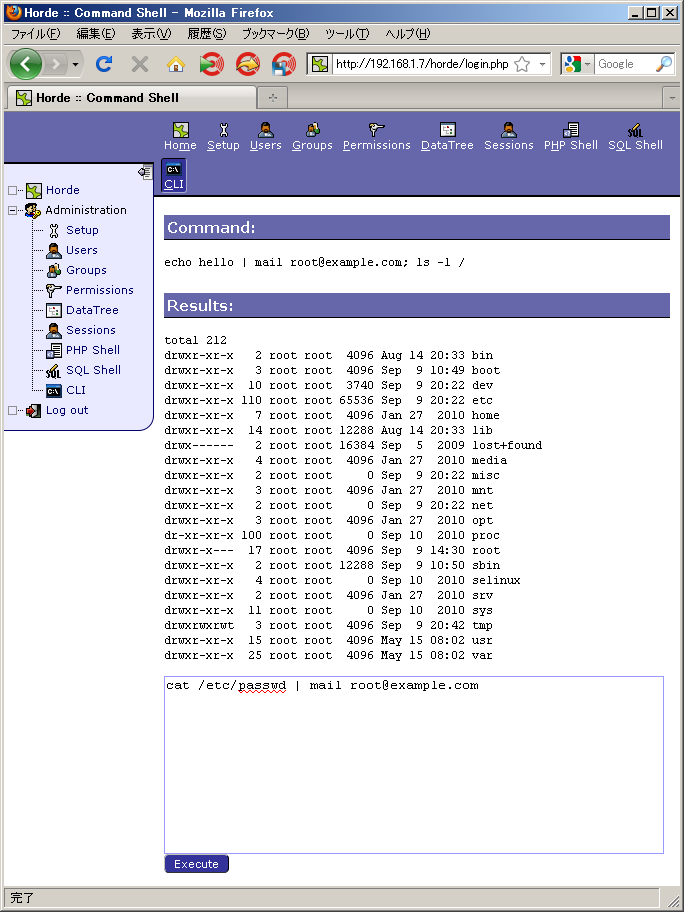 Horde :: Command Shell - Mozilla Firefox
ファイル(F) 編集(E) 表示(V) 履歴(S) ブックマーク(B) ツール(T) ヘルプ(H)
http://192.168.1.7/horde/login.php Google
Horde :: Command Shell
Home Setup Users Groups Permissions DataTree Sessions PHP Shell SQL Shell
CLI
Horde
Administration
Setup
Users
Groups
Permissions
DataTree
Sessions
PHP Shell
SQL Shell
CLI
Log out
Command:
echo hello | mail root@example.com; ls -l /
Results:
total 212
drwxr-xr-x   2 root root  4096 Aug 14 20:33 bin
drwxr-xr-x   3 root root  4096 Sep  9 10:49 boot
drwxr-xr-x  10 root root  3740 Sep  9 20:22 dev
drwxr-xr-x 110 root root 65536 Sep  9 20:22 etc
drwxr-xr-x   7 root root  4096 Jan 27  2010 home
drwxr-xr-x  14 root root 12288 Aug 14 20:33 lib
drwx------   2 root root 16384 Sep  5  2009 lost+found
drwxr-xr-x   4 root root  4096 Jan 27  2010 media
drwxr-xr-x   2 root root     0 Sep  9 20:22 misc
drwxr-xr-x   3 root root  4096 Jan 27  2010 mnt
drwxr-xr-x   2 root root     0 Sep  9 20:22 net
drwxr-xr-x   3 root root  4096 Jan 27  2010 opt
dr-xr-xr-x 100 root root     0 Sep 10  2010 proc
drwxr-x---  17 root root  4096 Sep  9 14:30 root
drwxr-xr-x   2 root root 12288 Sep  9 10:50 sbin
drwxr-xr-x   4 root root     0 Sep 10  2010 selinux
drwxr-xr-x   2 root root  4096 Jan 27  2010 srv
drwxr-xr-x  11 root root     0 Sep 10  2010 sys
drwxrwxrwt   3 root root  4096 Sep  9 20:42 tmp
drwxr-xr-x  15 root root  4096 May 15 08:02 usr
drwxr-xr-x  25 root root  4096 May 15 08:02 var
cat /etc/passwd | mail root@example.com
Execute
完了